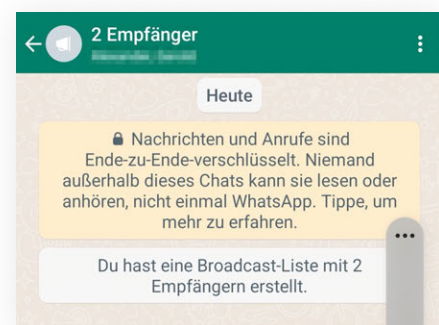 2 Empfänger
Heute
Nachrichten und Anrufe sind
Ende-zu-Ende-verschlüsselt. Niemand
außerhalb dieses Chats kann sie lesen oder
anhören, nicht einmal WhatsApp. Tippe, um
mehr zu erfahren.
Du hast eine Broadcast-Liste mit 2
Empfängern erstellt.